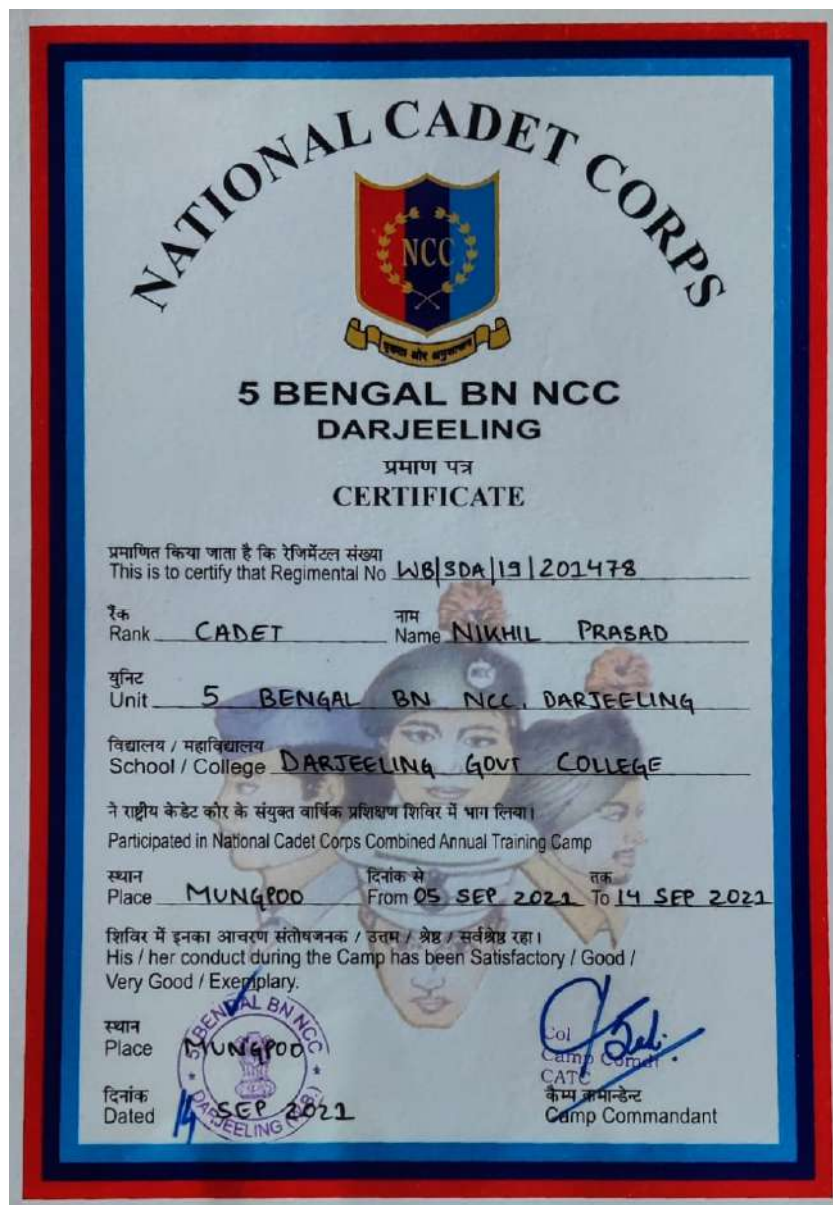 NATIONAL CADET CORPS
NCC
एकता और अनुशासन
5 BENGAL BN NCC
DARJEELING
प्रमाण पत्र
CERTIFICATE
प्रमाणित किया जाता है कि रेजिमेंटल संख्या
This is to certify that Regimental No WB/SDA/19/201478
रैंक नाम
Rank CADET Name NIKHIL PRASAD
युनिट
Unit 5 BENGAL BN NCC, DARJEELING
विद्यालय / महाविद्यालय
School / College DARJEELING GOVT COLLEGE
ने राष्ट्रीय केडेट कोर के संयुक्त वार्षिक प्रशिक्षण शिविर में भाग लिया।
Participated in National Cadet Corps Combined Annual Training Camp
स्थान दिनांक से तक
Place MUNGPOO From 05 SEP 2021 To 14 SEP 2021
शिविर में इनका आचरण संतोषजनक / उत्तम / श्रेष्ठ / सर्वश्रेष्ठ रहा।
His / her conduct during the Camp has been Satisfactory / Good /
Very Good / Exemplary.
5 BENGAL BN NCC
DARJEELING (W.B.)
स्थान
Place MUNGPOO
दिनांक
Dated 14 SEP 2021
Col
Camp Comdt
CATC
कैम्प कमान्डेन्ट
Camp Commandant